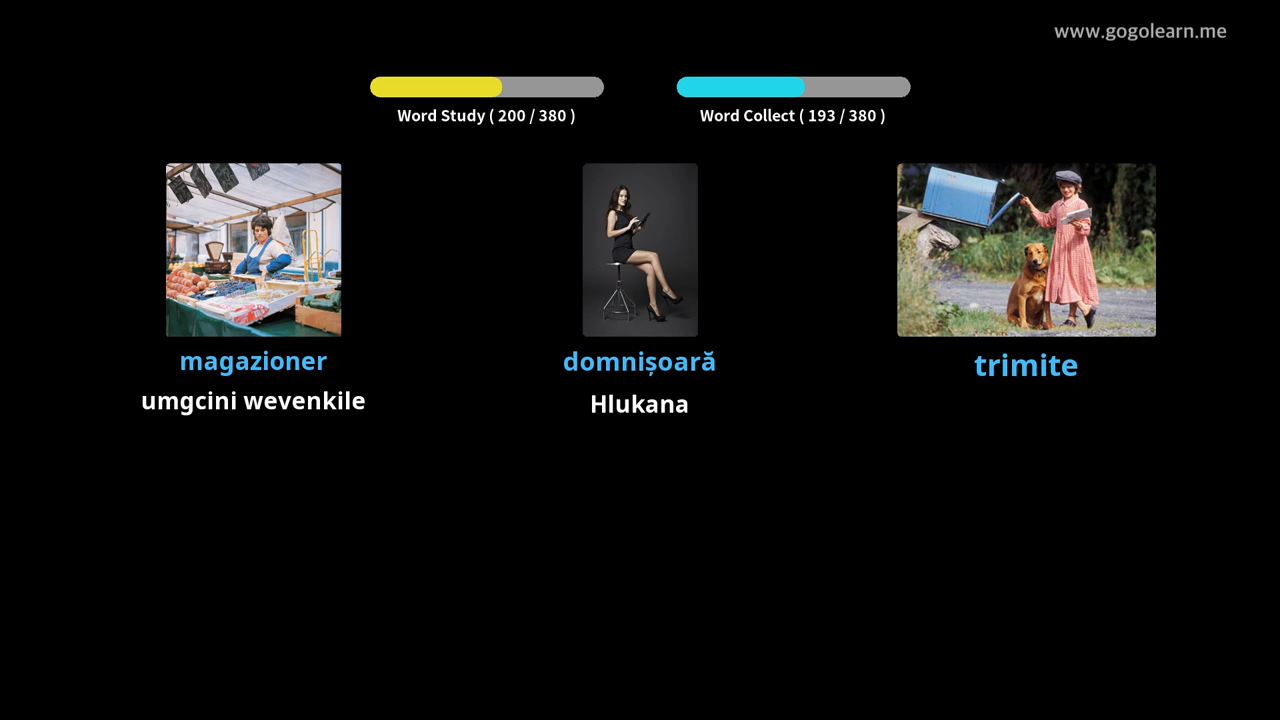 www.gogolearn.me
Word Study ( 200 / 380 )
Word Collect ( 193 / 380 )
magazioner
umgcini wevenkile
domnișoară
Hlukana
trimite